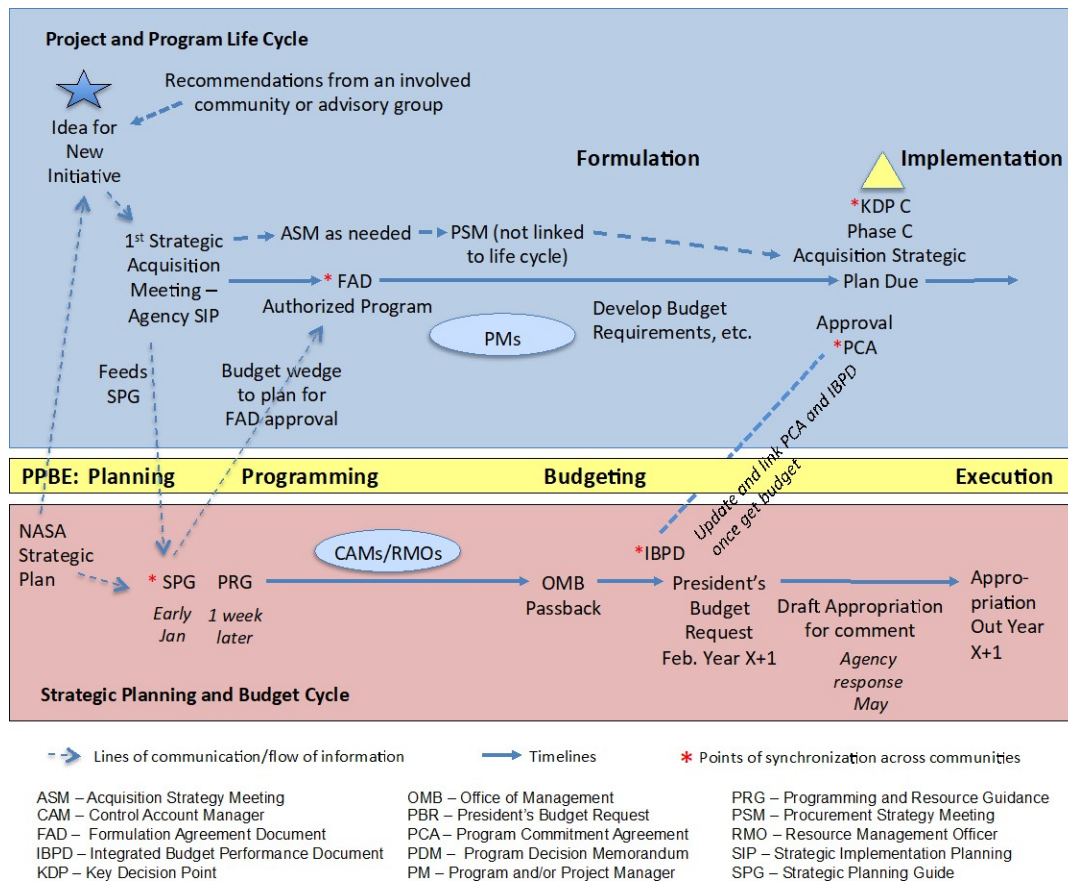 Project and Program Life Cycle
Recommendations from an involved
community or advisory group
Idea for
New
Initiative
Formulation
Implementation
*KDP C
Phase C
Acquisition Strategic
Plan Due
1st Strategic
Acquisition
Meeting –
Agency SIP
ASM as needed
PSM (not linked
to life cycle)
* FAD
Authorized Program
PMs
Develop Budget
Requirements, etc.
Approval
*PCA
Feeds
SPG
Budget wedge
to plan for
FAD approval
Update and link PCA and IBPD
once get budget
PPBE: Planning
Programming
Budgeting
Execution
NASA
Strategic
Plan
* SPG
Early
Jan
PRG
1 week
later
CAMs/RMOs
OMB
Passback
*IBPD
President's
Budget
Request
Feb. Year X+1
Draft Appropriation
for comment
Agency
response
May
Appro-
priation
Out Year
X+1
Strategic Planning and Budget Cycle
Lines of communication/flow of information
Timelines
* Points of synchronization across communities
ASM – Acquisition Strategy Meeting
CAM – Control Account Manager
FAD – Formulation Agreement Document
IBPD – Integrated Budget Performance Document
KDP – Key Decision Point
OMB – Office of Management
PBR – President's Budget Request
PCA – Program Commitment Agreement
PDM – Program Decision Memorandum
PM – Program and/or Project Manager
PRG – Programming and Resource Guidance
PSM – Procurement Strategy Meeting
RMO – Resource Management Officer
SIP – Strategic Implementation Planning
SPG – Strategic Planning Guide